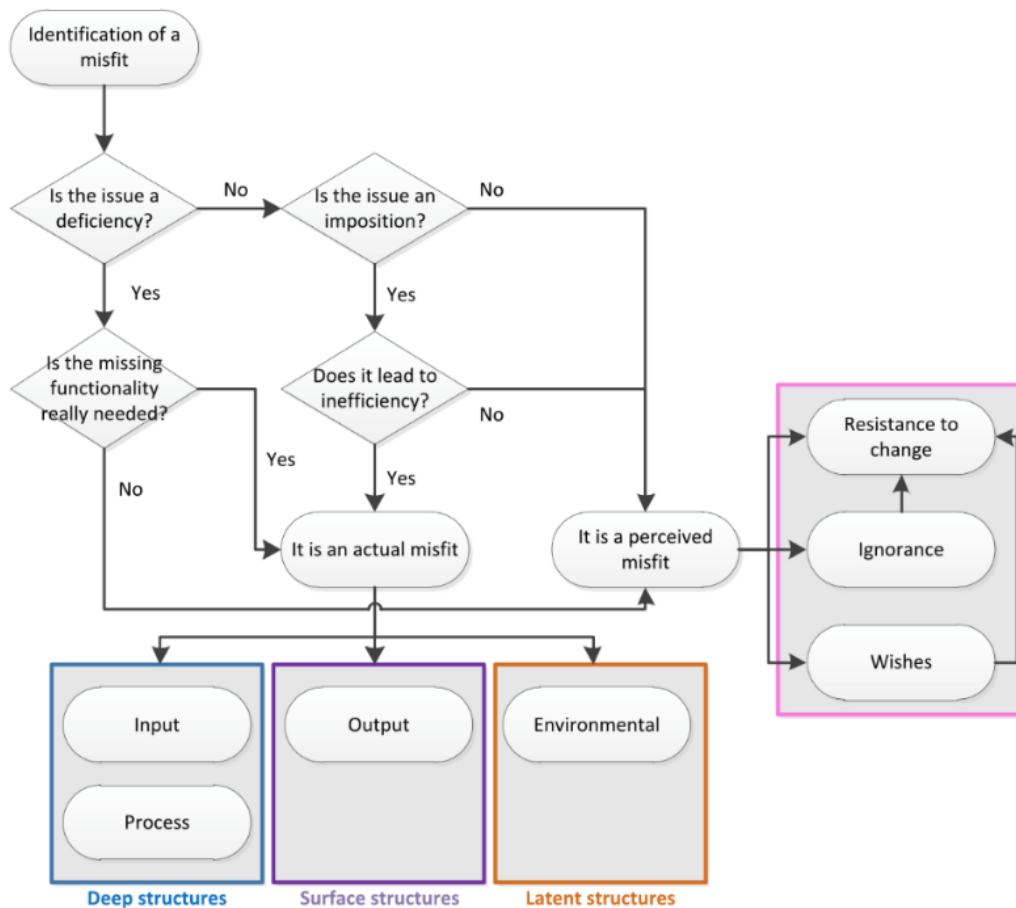 Identification of a
misfit
Is the issue a
deficiency?
No
Is the issue an
imposition?
No
Yes
Yes
Is the missing
functionality
really needed?
Does it lead to
inefficiency?
No
Yes
No
Yes
Resistance to
change
It is an actual misfit
It is a perceived
misfit
Ignorance
Wishes
Input
Output
Environmental
Process
Deep structures
Surface structures
Latent structures